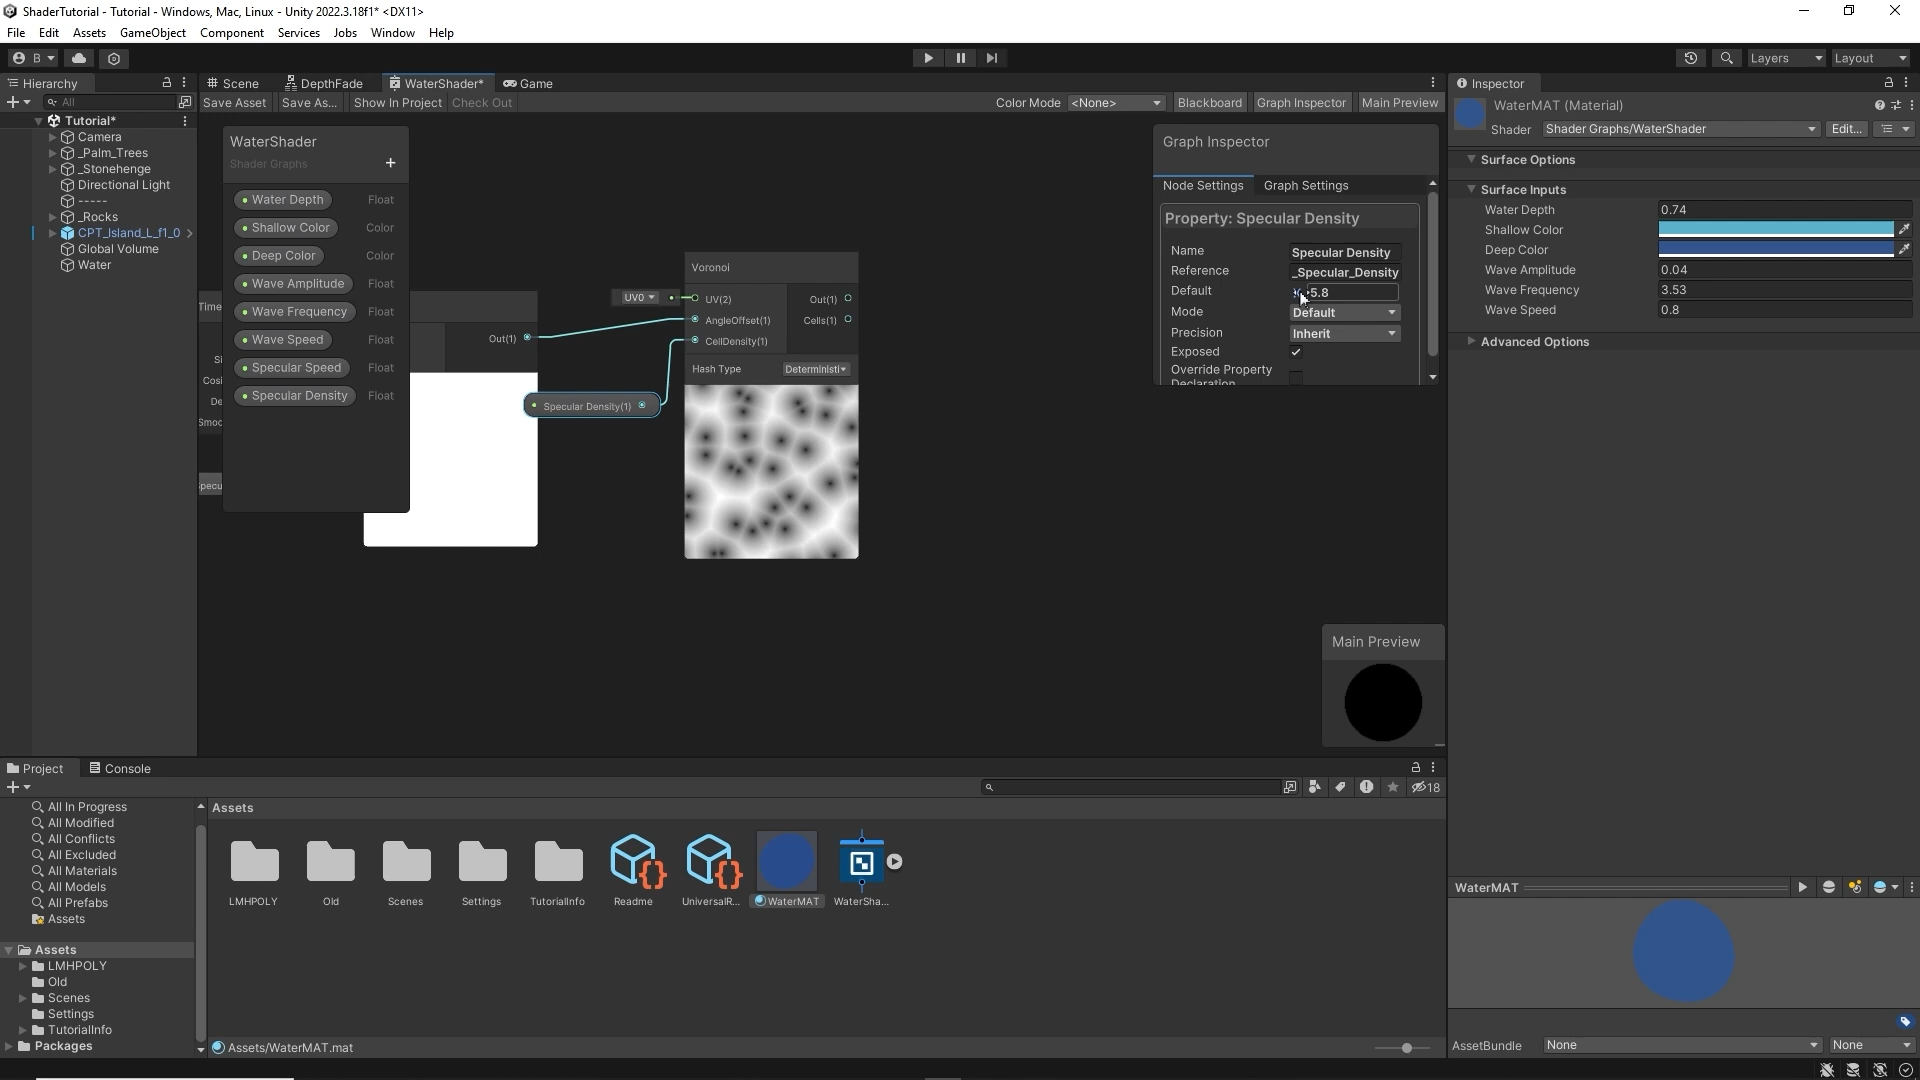 ShaderTutorial - Tutorial - Windows, Mac, Linux - Unity 2022.3.18f1* <DX11>
File Edit Assets GameObject Component Services Jobs Window Help
B
Layers
Layout
Hierarchy
All
Tutorial*
Camera
_Palm_Trees
_Stonehenge
Directional Light
-----
_Rocks
CPT_Island_L_f1_0
Global Volume
Water
Scene
DepthFade
WaterShader*
Game
Save Asset
Save As...
Show In Project
Check Out
Color Mode
<None>
Blackboard
Graph Inspector
Main Preview
WaterShader
Shader Graphs
Water Depth Float
Shallow Color Color
Deep Color Color
Wave Amplitude Float
Wave Frequency Float
Wave Speed Float
Specular Speed Float
Specular Density Float
Time
Si
Cosi
De
Smoo
Specu
Out(1)
Specular Density(1)
UV0
Voronoi
UV(2) Out(1)
AngleOffset(1) Cells(1)
CellDensity(1)
Hash Type Deterministi
Graph Inspector
Node Settings Graph Settings
Property: Specular Density
Name Specular Density
Reference _Specular_Density
Default 5.8
Mode Default
Precision Inherit
Exposed
Override Property
Declaration
Main Preview
Inspector
WaterMAT (Material)
Shader Shader Graphs/WaterShader Edit...
Surface Options
Surface Inputs
Water Depth 0.74
Shallow Color
Deep Color
Wave Amplitude 0.04
Wave Frequency 3.53
Wave Speed 0.8
Advanced Options
WaterMAT
AssetBundle None None
Project
Console
18
All In Progress
All Modified
All Conflicts
All Excluded
All Materials
All Models
All Prefabs
Assets
Assets
LMHPOLY
Old
Scenes
Settings
TutorialInfo
Packages
Assets
LMHPOLY
Old
Scenes
Settings
TutorialInfo
Readme
UniversalR...
WaterMAT
WaterSha...
Assets/WaterMAT.mat